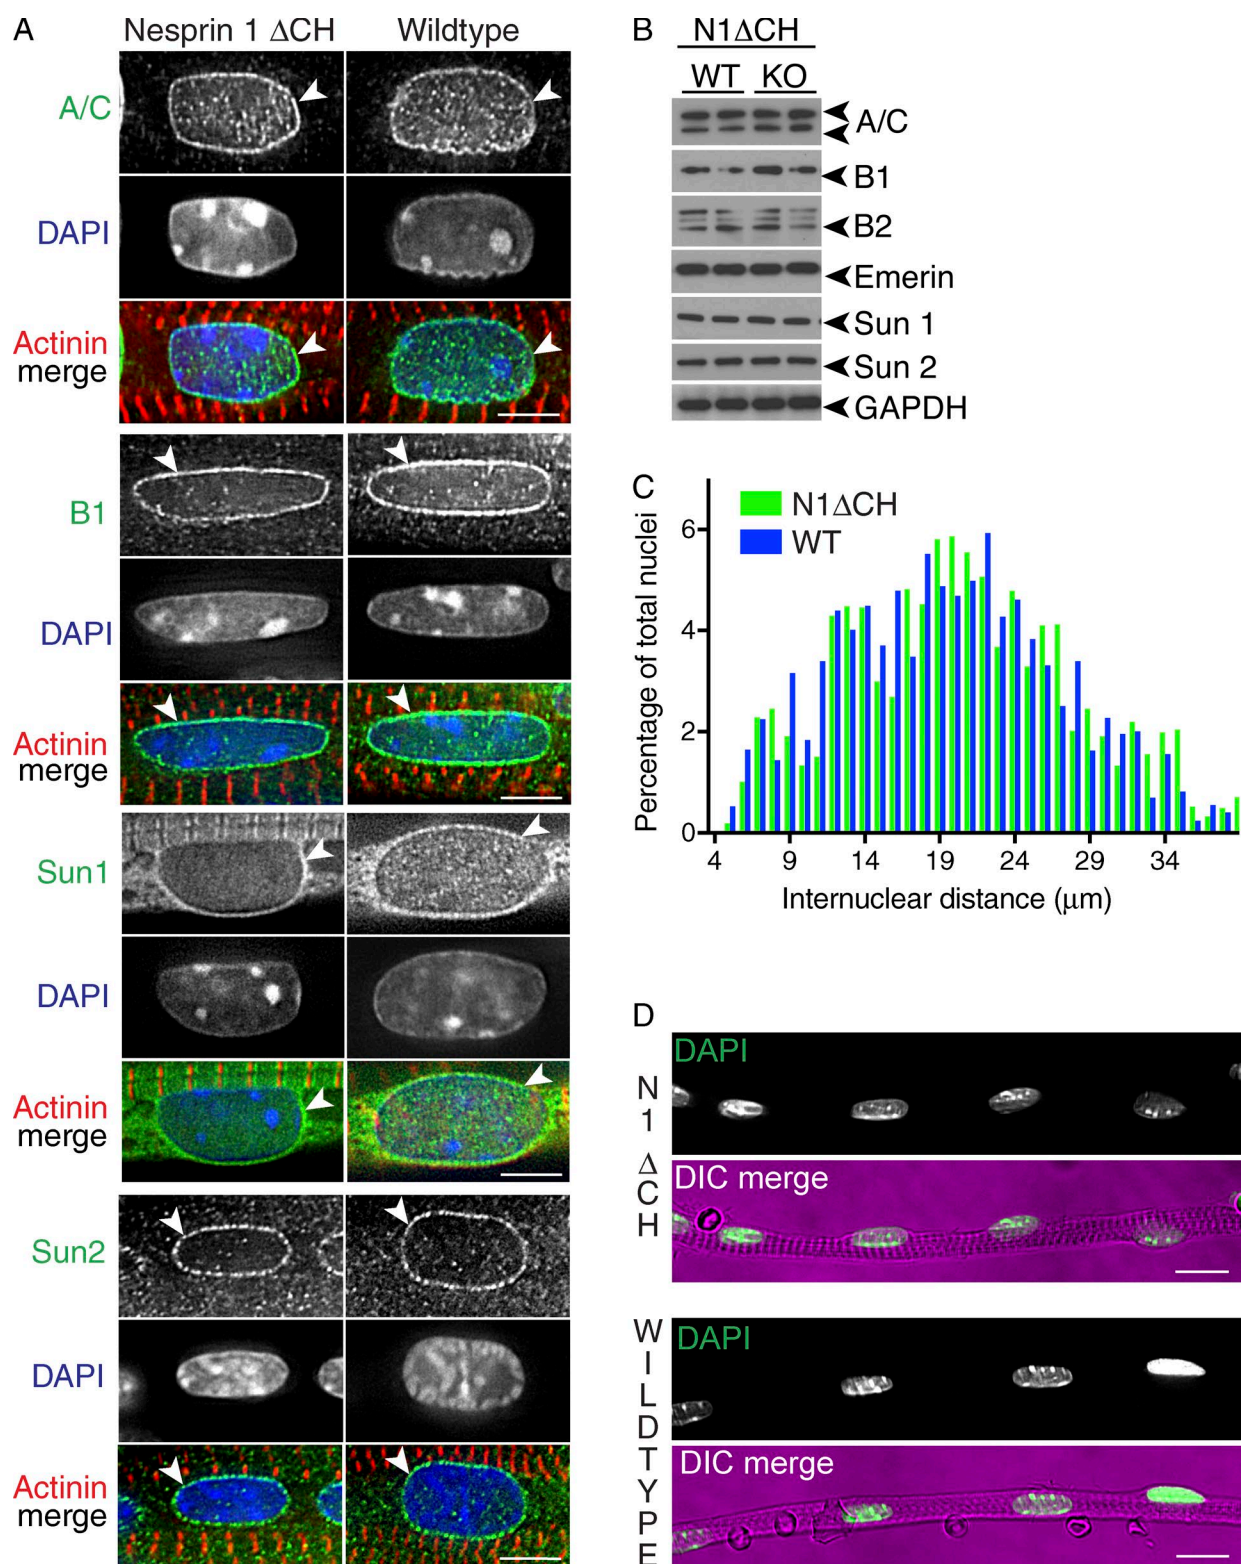 A
Nesprin 1 ΔCH
Wildtype
A/C
DAPI
Actinin
merge
B1
DAPI
Actinin
merge
Sun1
DAPI
Actinin
merge
Sun2
DAPI
Actinin
merge
B
N1ΔCH
WT
KO
A/C
B1
B2
Emerin
Sun 1
Sun 2
GAPDH
C
N1ΔCH
WT
Percentage of total nuclei
6
4
2
0
4 9 14 19 24 29 34
Internuclear distance (μm)
D
N1ΔCH
DAPI
DIC merge
WILDTYPE
DAPI
DIC merge